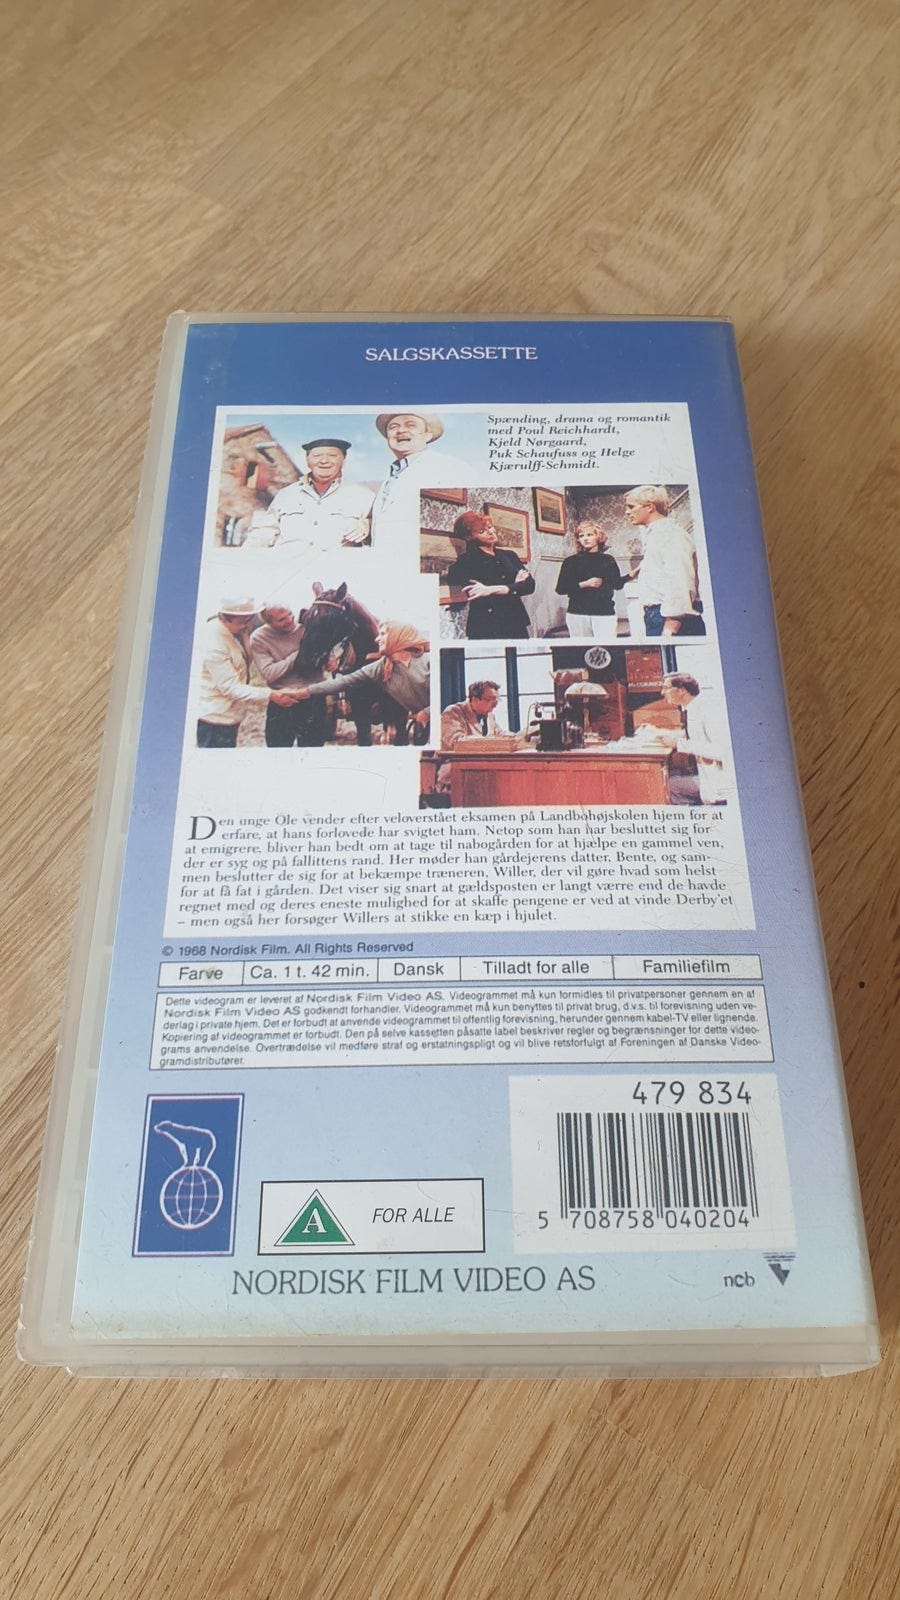 SALGSKASSETTE
Spænding, drama og romantik
med Poul Reichhardt,
Kjeld Nørgaard,
Puk Schaufuss og Helge
Kjærulff-Schmidt.
Den unge Ole vender efter veloverstået eksamen på Landbohøjskolen hjem for at
erfare, at hans forlovede har svigtet ham. Netop som han har besluttet sig for
at emigrere, bliver han bedt om at tage til nabogården for at hjælpe en gammel ven,
der er syg og på fallittens rand. Her møder han gårdejerens datter, Bente, og sam-
men beslutter de sig for at bekæmpe træneren, Willer, der vil gøre hvad som helst
for at få fat i gården. Det viser sig snart at gældsposten er langt værre end de havde
regnet med og deres eneste mulighed for at skaffe pengene er ved at vinde Derby'et
– men også her forsøger Willers at stikke en kæp i hjulet.
© 1968 Nordisk Film. All Rights Reserved
Farve Ca. 1 t. 42 min. Dansk Tilladt for alle Familiefilm
Dette videogram er leveret af Nordisk Film Video AS. Videogrammet må kun formidles til privatpersoner gennem en af
Nordisk Film Video AS godkendt forhandler. Videogrammet må kun benyttes til privat brug, d.v.s. til forevisning uden ve-
derlag i private hjem. Det er forbudt at anvende videogrammet til offentlig forevisning, herunder gennem kabel-TV eller lignende.
Kopiering af videogrammet er forbudt. Den på selve kassetten påsatte label beskriver regler og begrænsninger for dette video-
grams anvendelse. Overtrædelse vil medføre straf og erstatningspligt og vil blive retsforfulgt af Foreningen af Danske Video-
gramdistributører.
479 834
5 708758 040204
A FOR ALLE
NORDISK FILM VIDEO AS
ncb